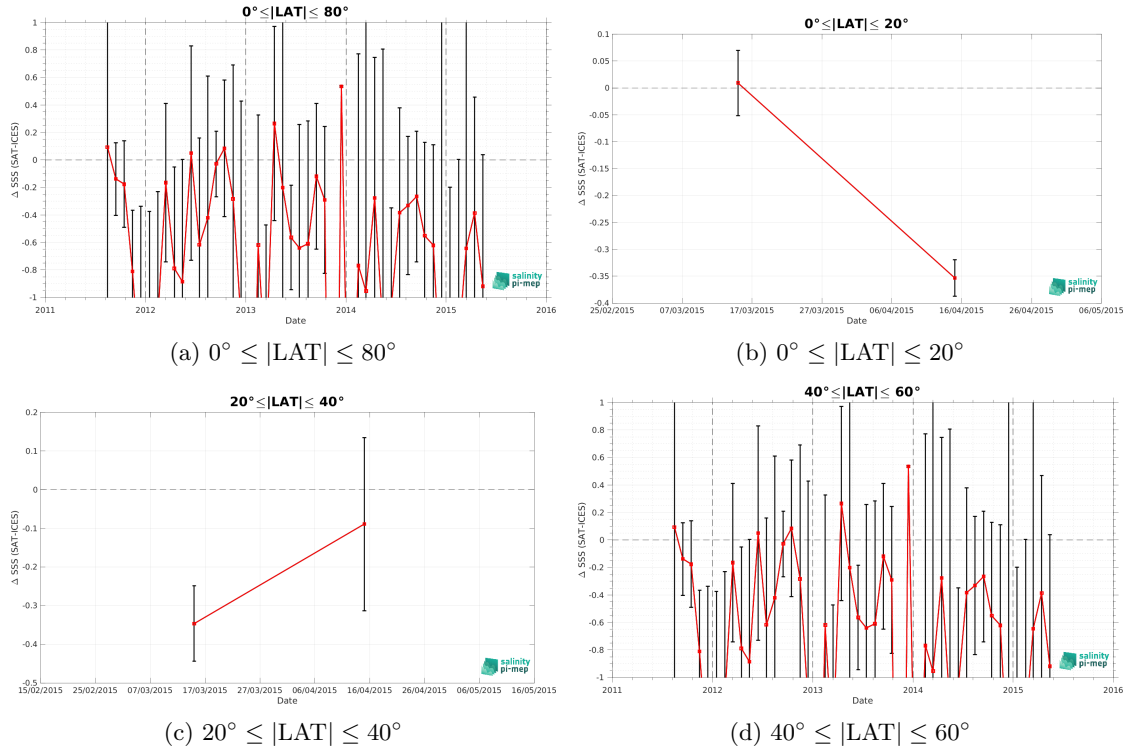 0°≤|LAT|≤ 80°
1
0.8
0.6
0.4
0.2
0
-0.2
-0.4
-0.6
-0.8
-1
Δ SSS (SAT-ICES)
2011 2012 2013 2014 2015 2016
Date
salinity
pi-mep
(a) 0° ≤ |LAT| ≤ 80°
0°≤|LAT|≤ 20°
0.1
0.05
0
-0.05
-0.1
-0.15
-0.2
-0.25
-0.3
-0.35
-0.4
Δ SSS (SAT-ICES)
25/02/2015 07/03/2015 17/03/2015 27/03/2015 06/04/2015 16/04/2015 26/04/2015 06/05/2015
Date
salinity
pi-mep
(b) 0° ≤ |LAT| ≤ 20°
20°≤|LAT|≤ 40°
0.2
0.1
0
-0.1
-0.2
-0.3
-0.4
-0.5
Δ SSS (SAT-ICES)
15/02/2015 25/02/2015 07/03/2015 17/03/2015 27/03/2015 06/04/2015 16/04/2015 26/04/2015 06/05/2015 16/05/2015
Date
salinity
pi-mep
(c) 20° ≤ |LAT| ≤ 40°
40°≤|LAT|≤ 60°
1
0.8
0.6
0.4
0.2
0
-0.2
-0.4
-0.6
-0.8
-1
Δ SSS (SAT-ICES)
2011 2012 2013 2014 2015 2016
Date
salinity
pi-mep
(d) 40° ≤ |LAT| ≤ 60°